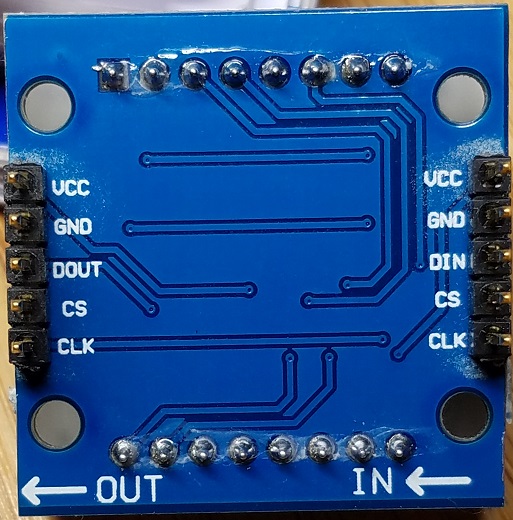 VCC
GND
DOUT
CS
CLK
VCC
GND
DIN
CS
CLK
OUT
IN